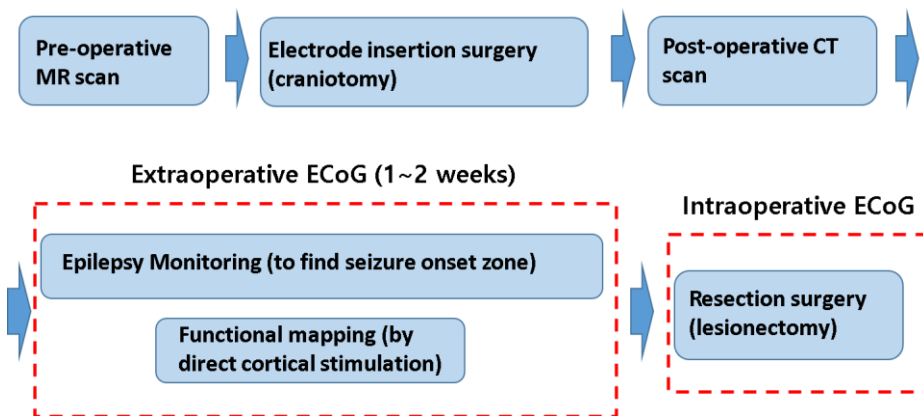 Pre-operative
MR scan
Electrode insertion surgery
(craniotomy)
Post-operative CT
scan
Extraoperative ECoG (1~2 weeks)
Epilepsy Monitoring (to find seizure onset zone)
Functional mapping (by
direct cortical stimulation)
Intraoperative ECoG
Resection surgery
(lesionectomy)